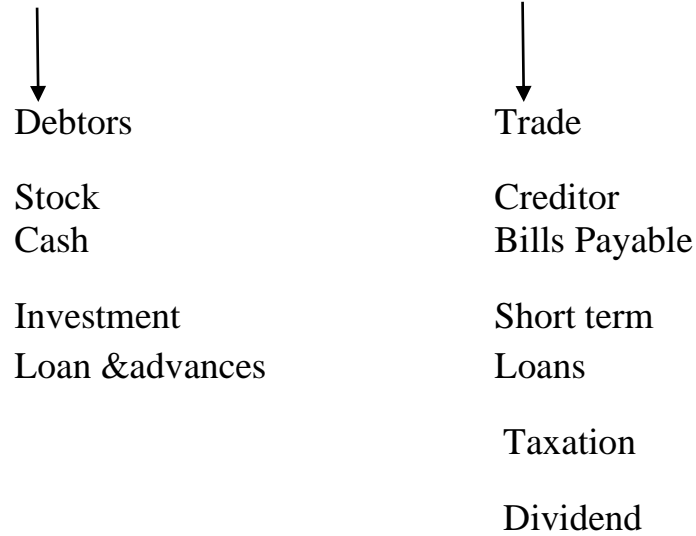 Debtors
Trade
Stock
Creditor
Cash
Bills Payable
Investment
Short term
Loan &advances
Loans
Taxation
Dividend